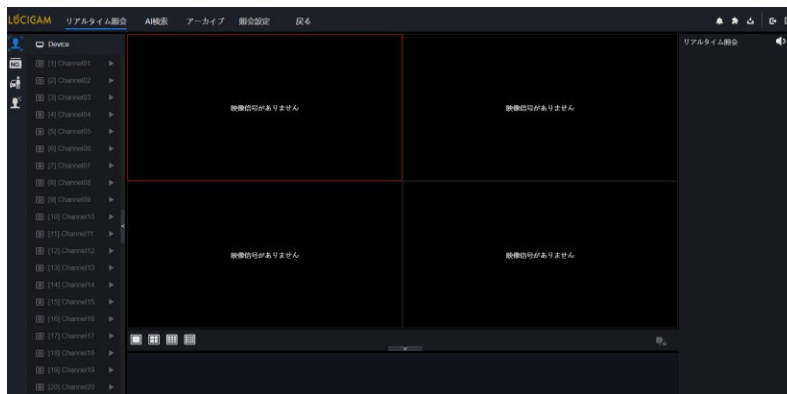 LUCIGAM リアルタイム照会 AI検索 アーカイブ 照会設定 戻る
Device
リアルタイム照会
[1] Channel01
[2] Channel02
[3] Channel03
[4] Channel04
[5] Channel05
[6] Channel06
[7] Channel07
[8] Channel08
[9] Channel09
[10] Channel10
[11] Channel11
[12] Channel12
[13] Channel13
[14] Channel14
[15] Channel15
[16] Channel16
[17] Channel17
[18] Channel18
[19] Channel19
[20] Channel20
映像信号がありません
映像信号がありません
映像信号がありません
映像信号がありません